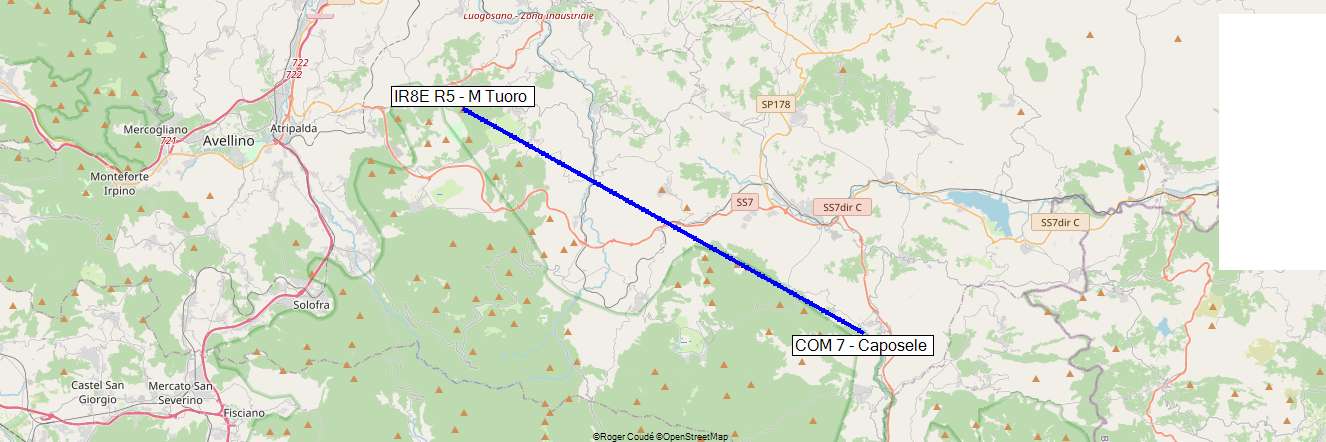 Luogosano - Zona Industriale
722
722
IR8E R5 - M Tuoro
SP178
Mercogliano
Atripalda
721
Avellino
Monteforte
Irpino
SS7
SS7dir C
SS7dir C
Solofra
COM 7 - Caposele
Castel San
Giorgio
Mercato San
Severino
Fisciano
©Roger Coudé ©OpenStreetMap